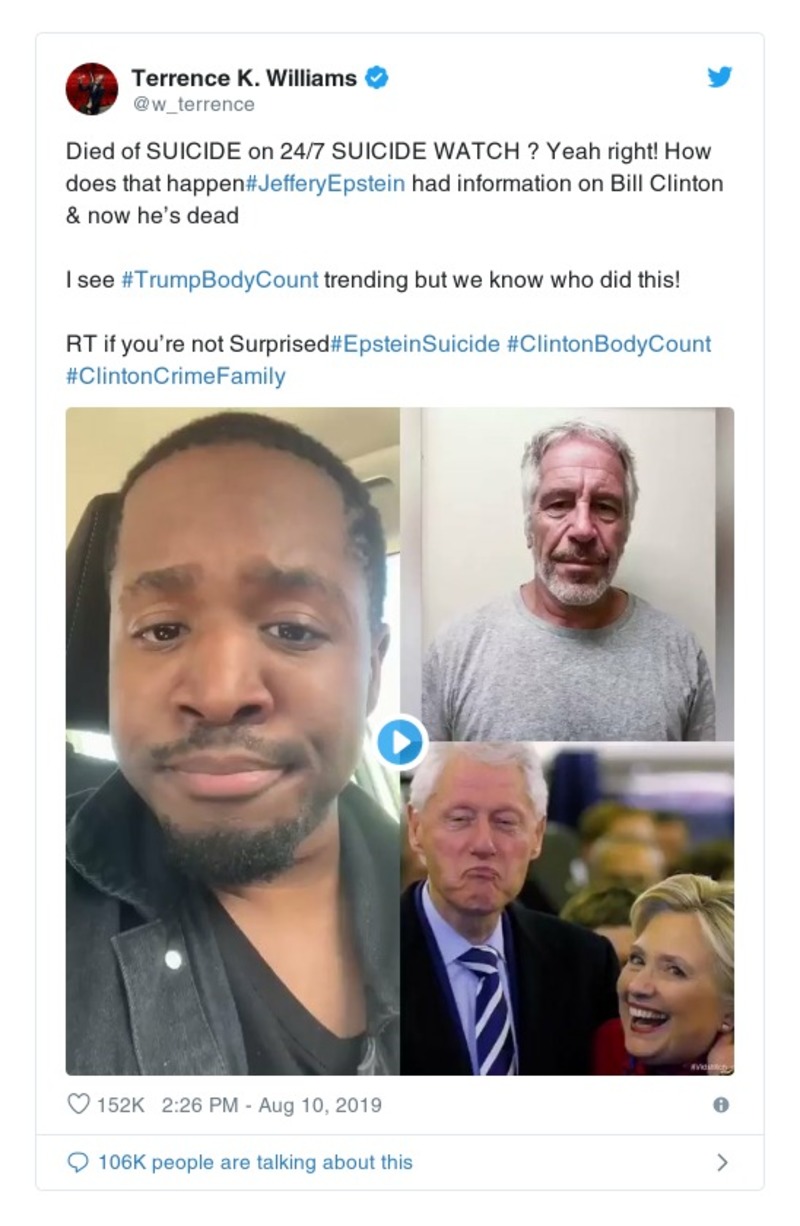 Terrence K. Williams
@w_terrence
Died of SUICIDE on 24/7 SUICIDE WATCH ? Yeah right! How
does that happen#JefferyEpstein had information on Bill Clinton
& now he's dead
I see #TrumpBodyCount trending but we know who did this!
RT if you're not Surprised#EpsteinSuicide #ClintonBodyCount
#ClintonCrimeFamily
152K 2:26 PM - Aug 10, 2019
106K people are talking about this